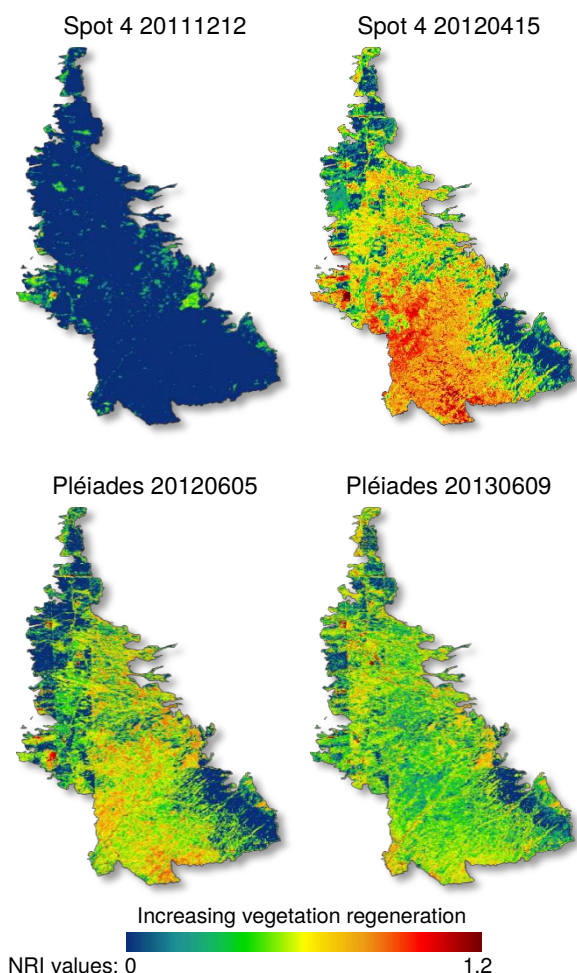 Spot 4 20111212
Spot 4 20120415
Pléiades 20120605
Pléiades 20130609
Increasing vegetation regeneration
NRI values: 0
1.2